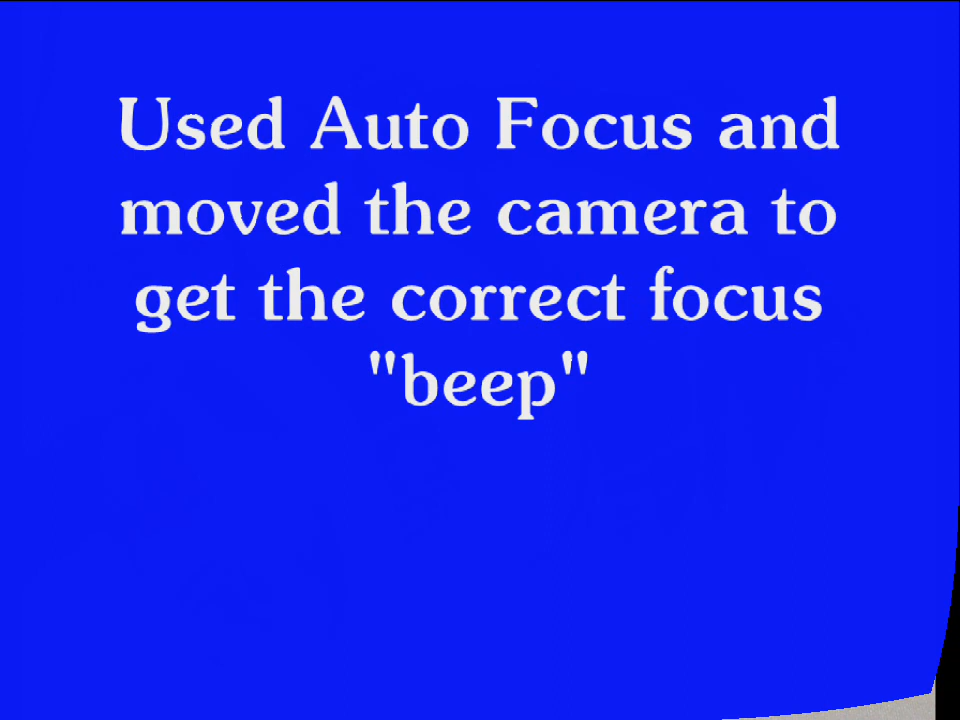 Used Auto Focus and
moved the camera to
get the correct focus
"beep"